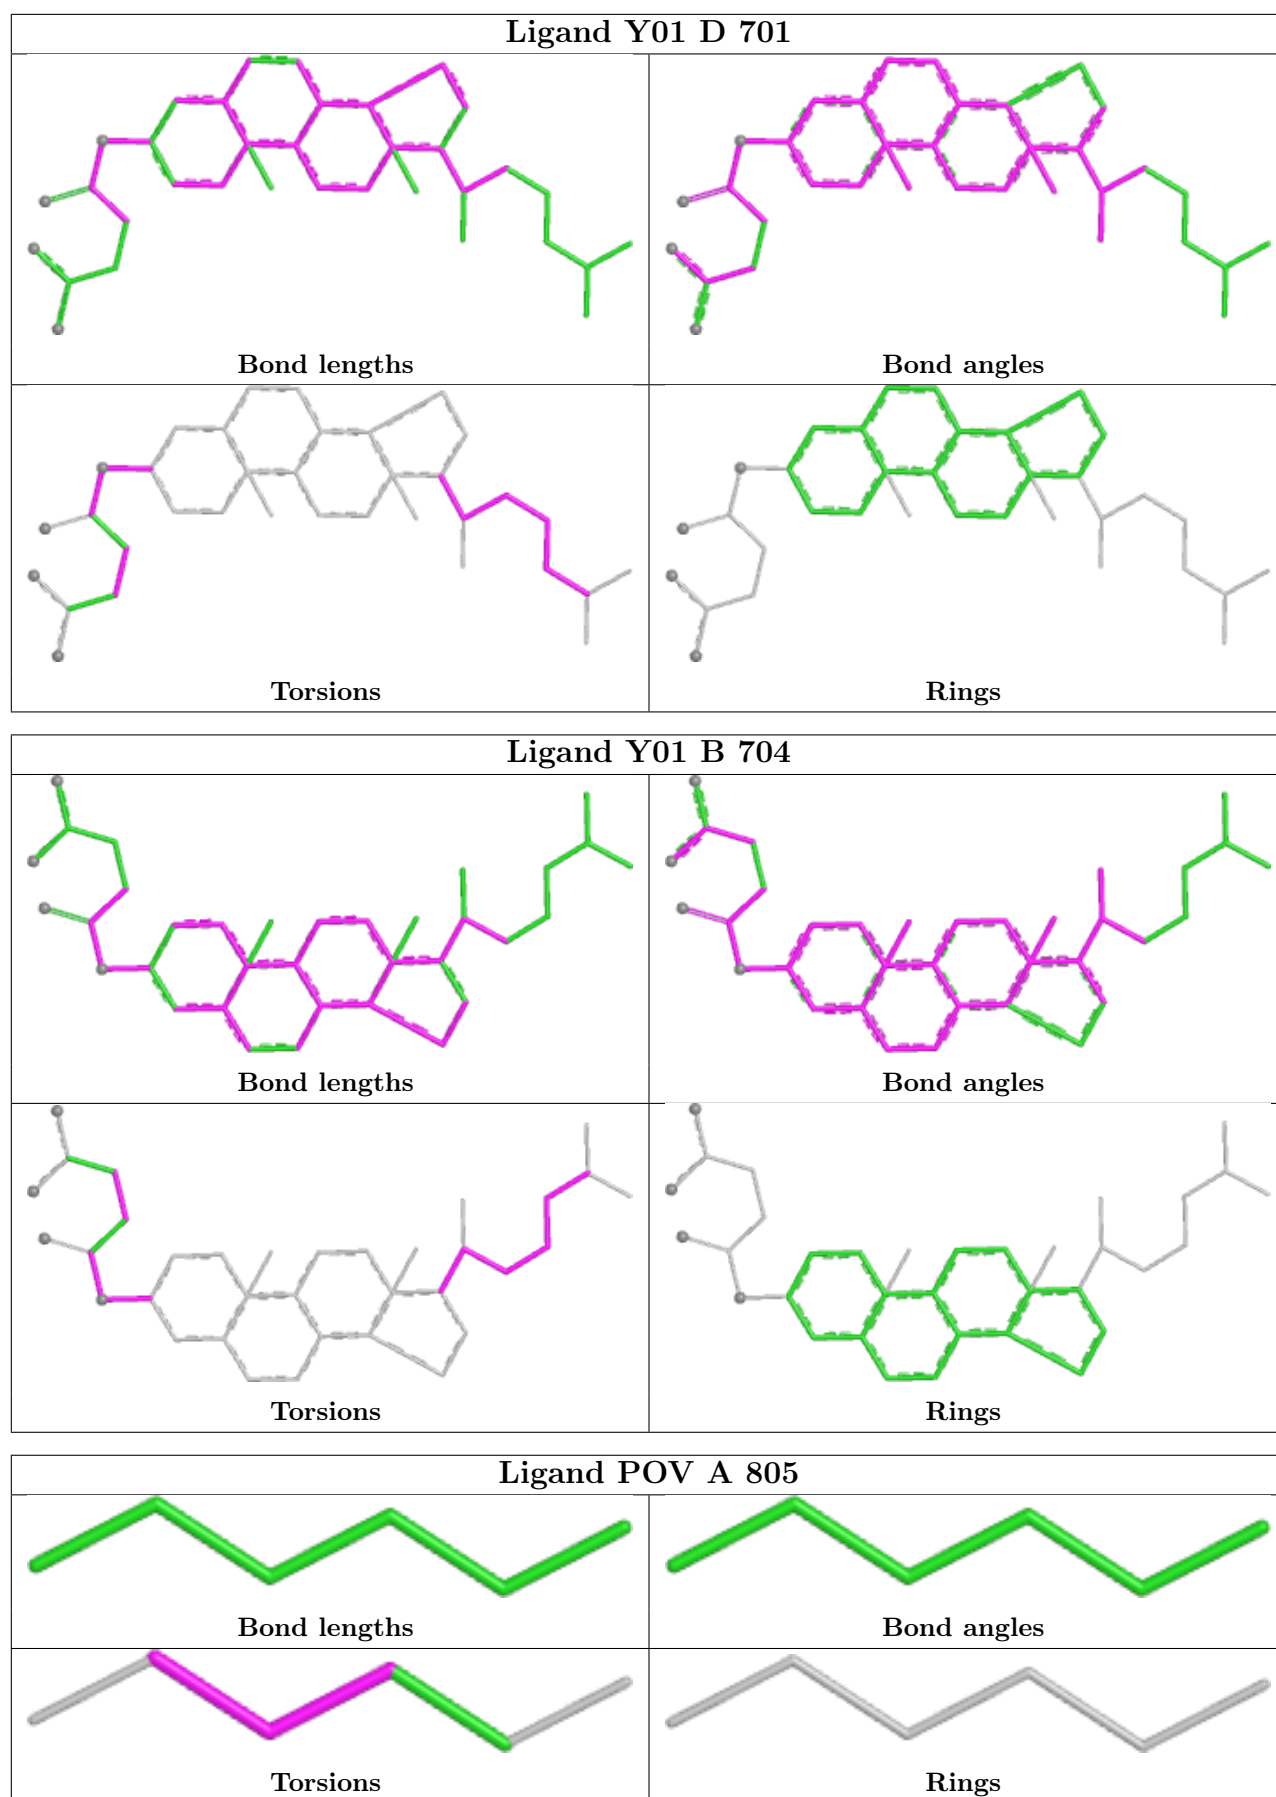 Ligand Y01 D 701
Bond lengths
Bond angles
Torsions
Rings
Ligand Y01 B 704
Bond lengths
Bond angles
Torsions
Rings
Ligand POV A 805
Bond lengths
Bond angles
Torsions
Rings